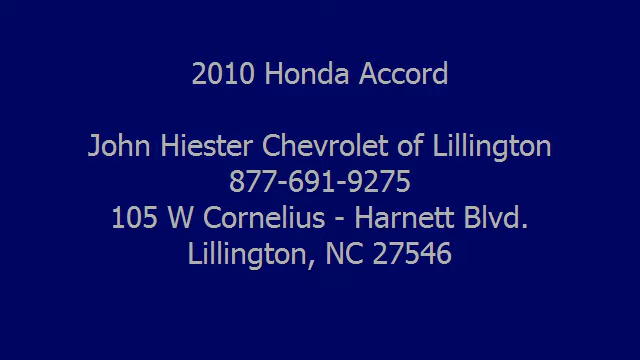 2010 Honda Accord
John Hiester Chevrolet of Lillington
877-691-9275
105 W Cornelius - Harnett Blvd.
Lillington, NC 27546